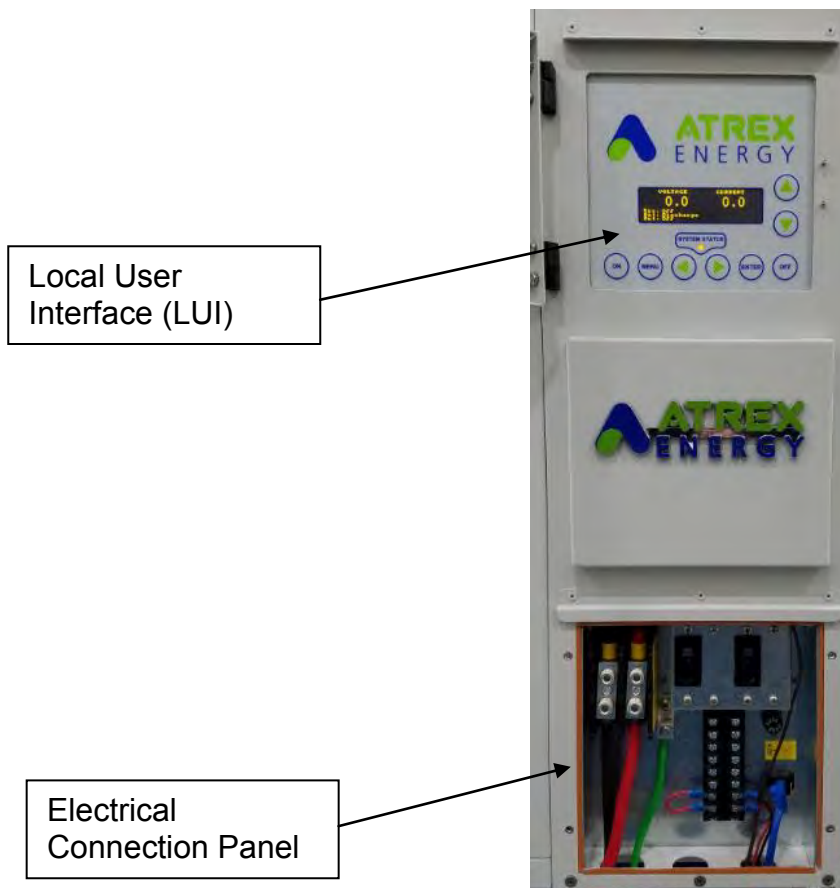 ATREX
ENERGY
VOLTAGE CURRENT
0.0 0.0
SYSTEM STATUS
ON MENU ENTER OFF
Local User
Interface (LUI)
ATREX
ENERGY
Electrical
Connection Panel